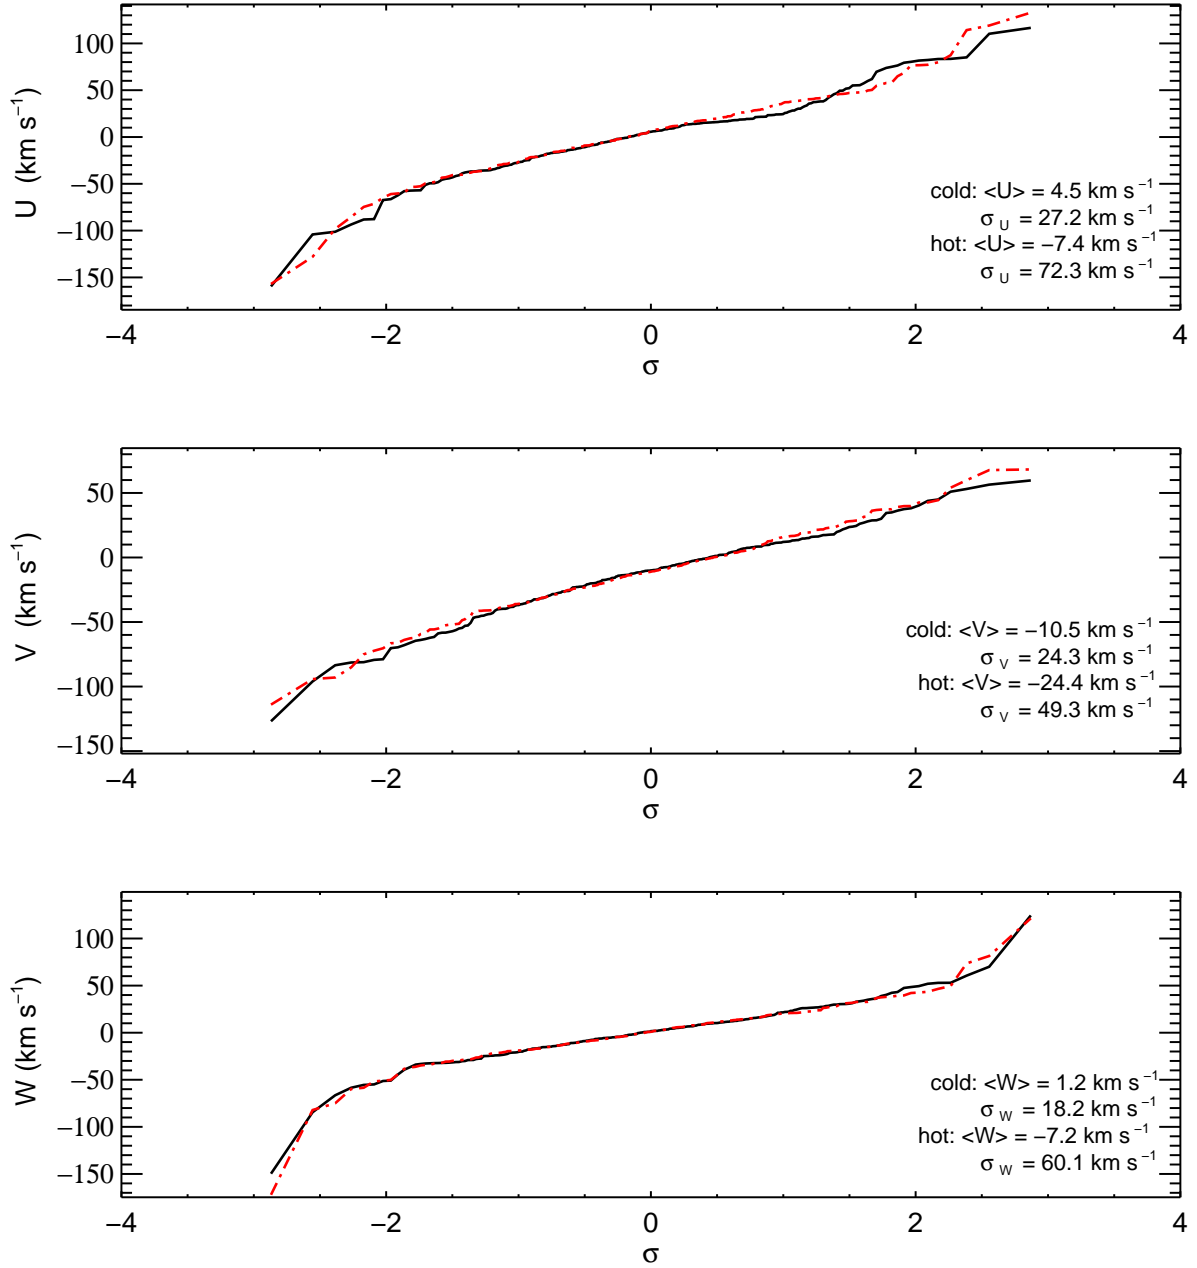 100
50
0
−50
−100
−150
U (km s⁻¹)
cold: <U> = 4.5 km s⁻¹
σ U = 27.2 km s⁻¹
hot: <U> = −7.4 km s⁻¹
σ U = 72.3 km s⁻¹
−4 −2 0 2 4
σ
50
0
−50
−100
−150
V (km s⁻¹)
cold: <V> = −10.5 km s⁻¹
σ V = 24.3 km s⁻¹
hot: <V> = −24.4 km s⁻¹
σ V = 49.3 km s⁻¹
−4 −2 0 2 4
σ
100
50
0
−50
−100
−150
W (km s⁻¹)
cold: <W> = 1.2 km s⁻¹
σ W = 18.2 km s⁻¹
hot: <W> = −7.2 km s⁻¹
σ W = 60.1 km s⁻¹
−4 −2 0 2 4
σ